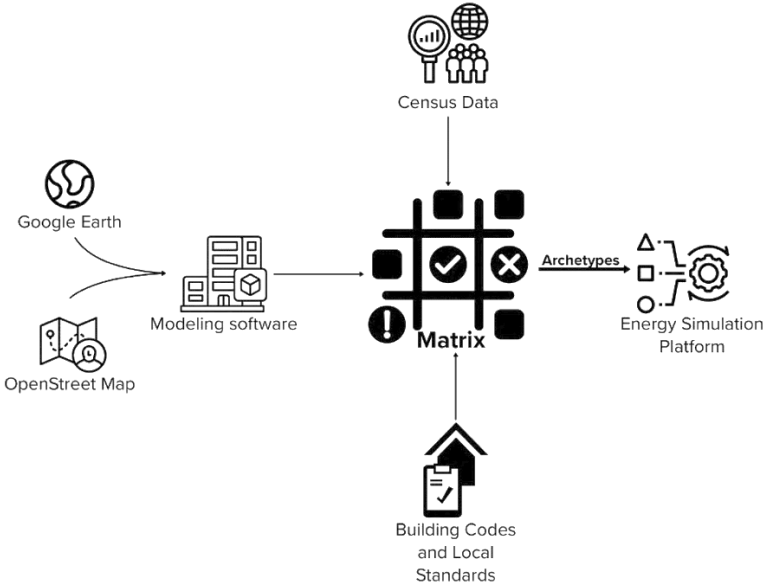 Census Data
Google Earth
Modeling software
OpenStreet Map
Matrix
Archetypes
Energy Simulation
Platform
Building Codes
and Local
Standards